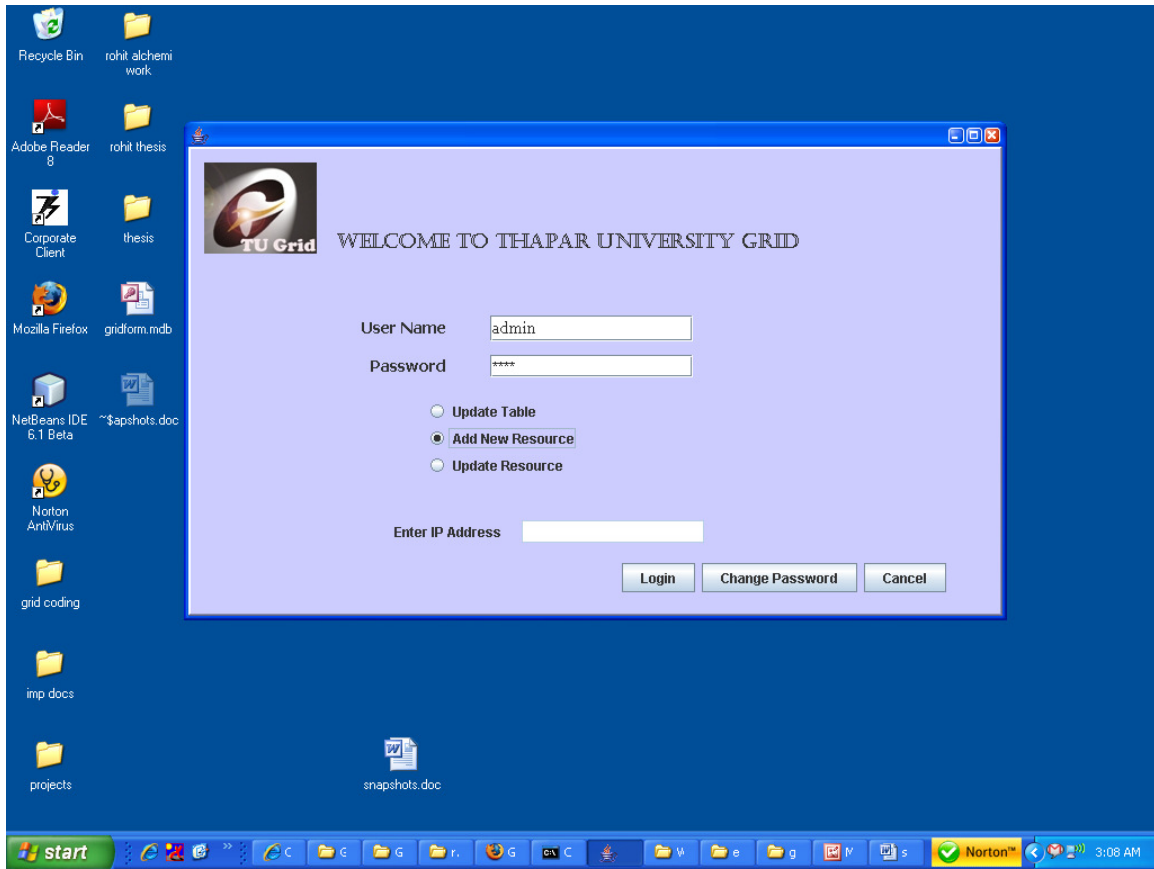 Recycle Bin
rohit alchemi
work
Adobe Reader
8
rohit thesis
Corporate
Client
thesis
Mozilla Firefox
gridform.mdb
NetBeans IDE
6.1 Beta
~$apshots.doc
Norton
AntiVirus
grid coding
imp docs
projects
snapshots.doc
TU Grid
WELCOME TO THAPAR UNIVERSITY GRID
User Name
admin
Password
****
Update Table
Add New Resource
Update Resource
Enter IP Address
Login
Change Password
Cancel
start
C
G
G
r.
G
C
e
g
s
Norton™
3:08 AM